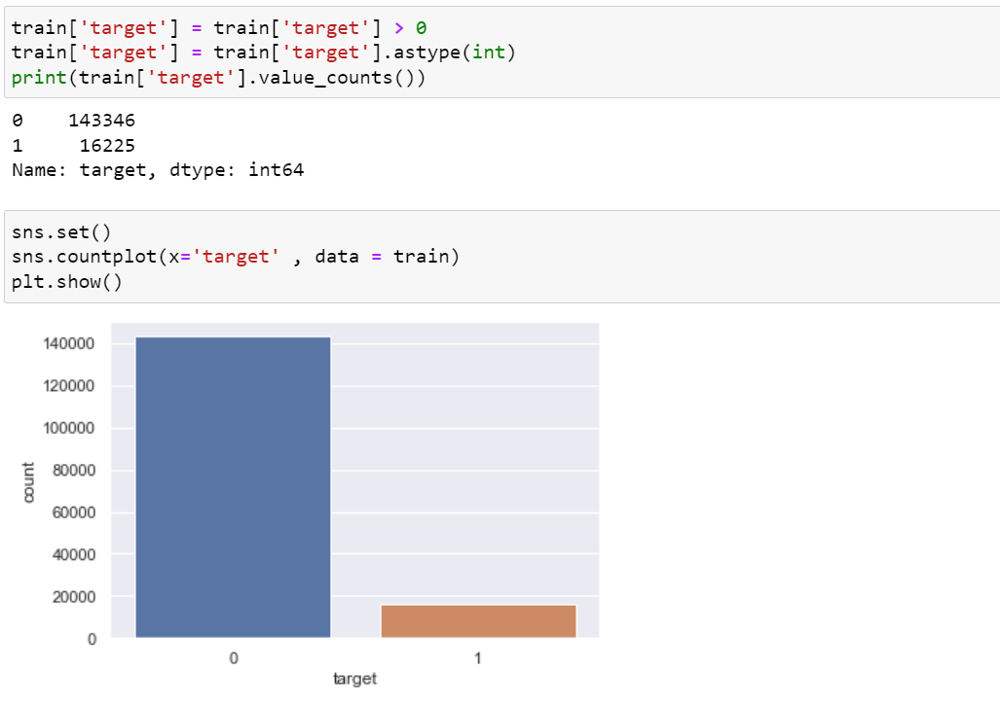 train['target'] = train['target'] > 0
train['target'] = train['target'].astype(int)
print(train['target'].value_counts())
0    143346
1     16225
Name: target, dtype: int64
sns.set()
sns.countplot(x='target' , data = train)
plt.show()
140000
120000
100000
80000
60000
40000
20000
0
count
0 1
target